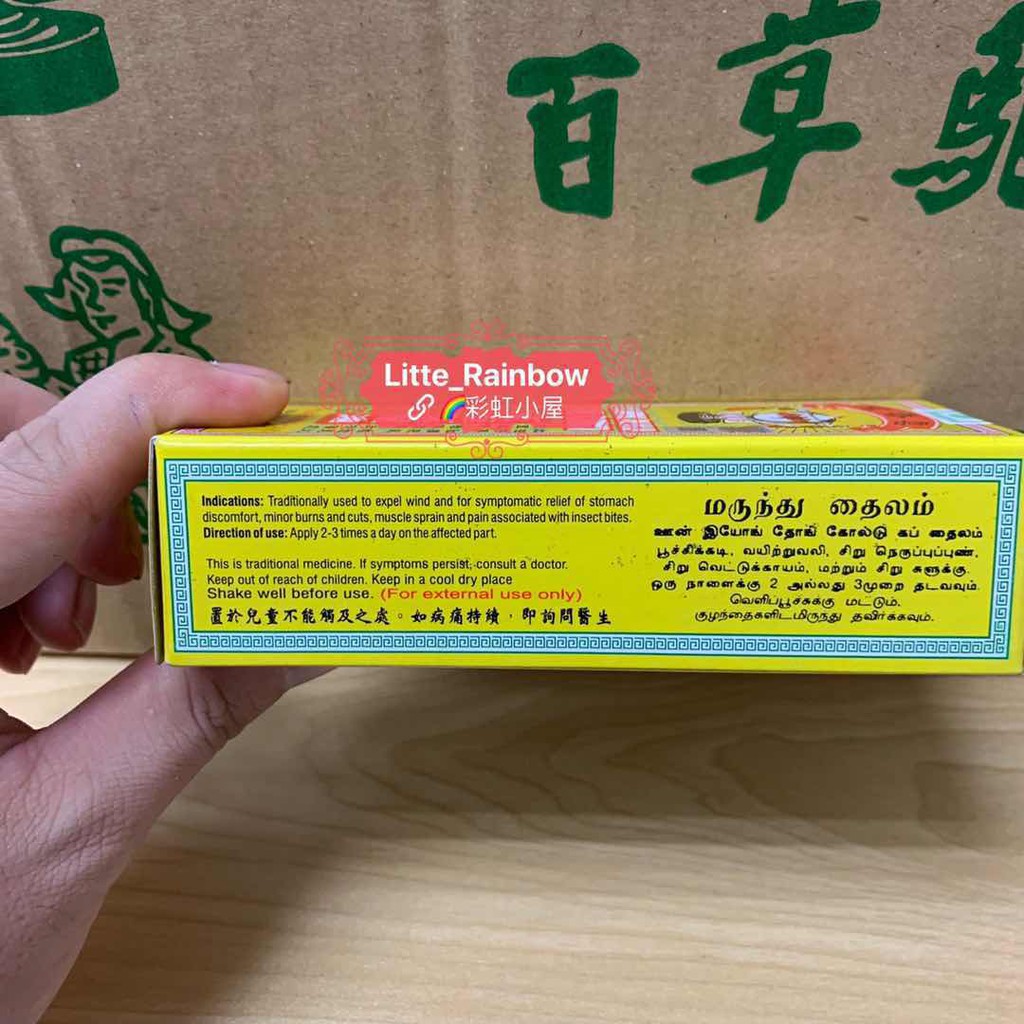 百草驅
Litte_Rainbow
🔗🌈彩虹小屋
Indications: Traditionally used to expel wind and for symptomatic relief of stomach
discomfort, minor burns and cuts, muscle sprain and pain associated with insect bites.
Direction of use: Apply 2-3 times a day on the affected part.
This is traditional medicine. If symptoms persist, consult a doctor.
Keep out of reach of children. Keep in a cool dry place
Shake well before use. (For external use only)
置於兒童不能觸及之處。如病痛持續，即詢問醫生
மருந்து தைலம்
ஊன் இயோங் தோங் கோல்டு கப் தைலம்
பூச்சிக்கடி, வயிற்றுவலி, சிறு நெருப்புப்புண்,
சிறு வெட்டுக்காயம், மற்றும் சிறு சுளுக்கு.
ஒரு நாளைக்கு 2 அல்லது 3முறை தடவவும்.
வெளிப்பூச்சுக்கு மட்டும்.
குழந்தைகளிடமிருந்து தவிர்க்கவும்.